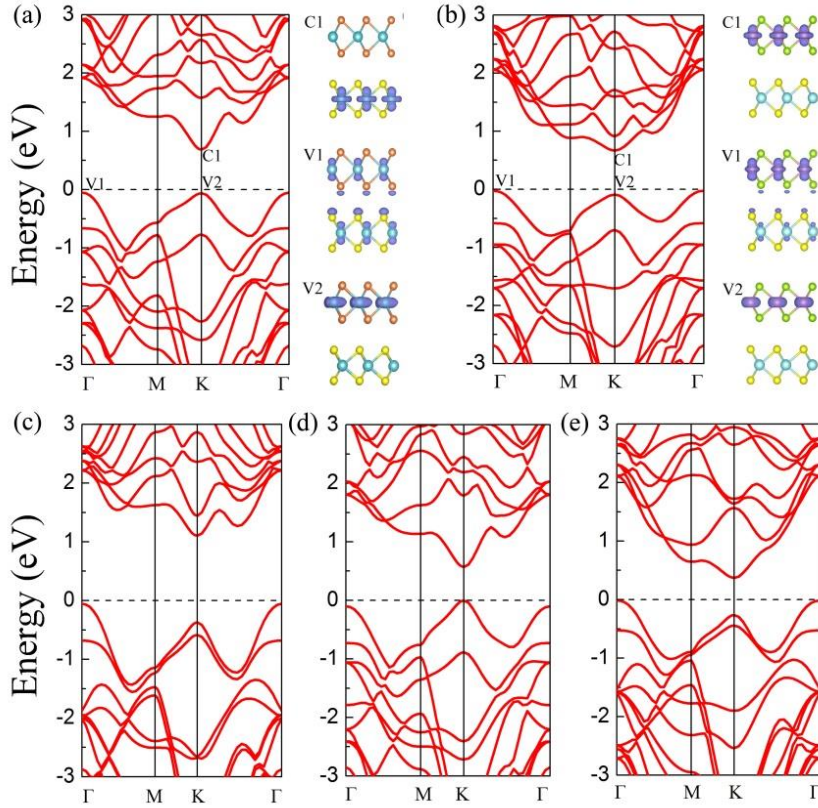 (a)
3
2
1
0
-1
-2
-3
Energy (eV)
V1
C1
V2
Γ
M
K
Γ
C1
V1
V2
(b)
3
2
1
0
-1
-2
-3
V1
C1
V2
Γ
M
K
Γ
C1
V1
V2
(c)
3
2
1
0
-1
-2
-3
Energy (eV)
Γ
M
K
Γ
(d)
3
2
1
0
-1
-2
-3
Γ
M
K
Γ
(e)
3
2
1
0
-1
-2
-3
Γ
M
K
Γ